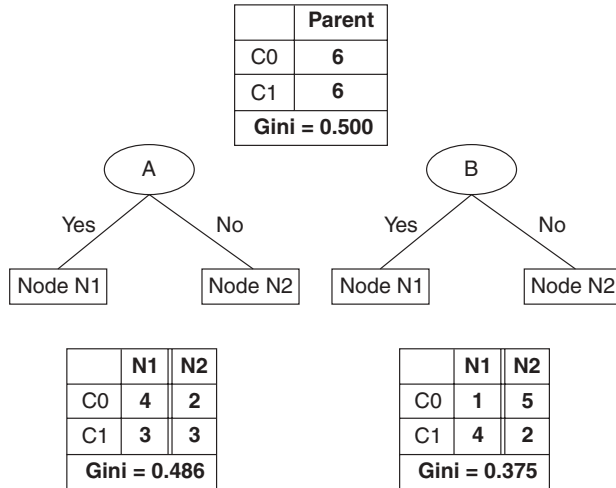 Parent
C0 6
C1 6
Gini = 0.500
A
B
Yes No
Yes No
Node N1 Node N2
Node N1 Node N2
N1 N2
C0 4 2
C1 3 3
Gini = 0.486
N1 N2
C0 1 5
C1 4 2
Gini = 0.375